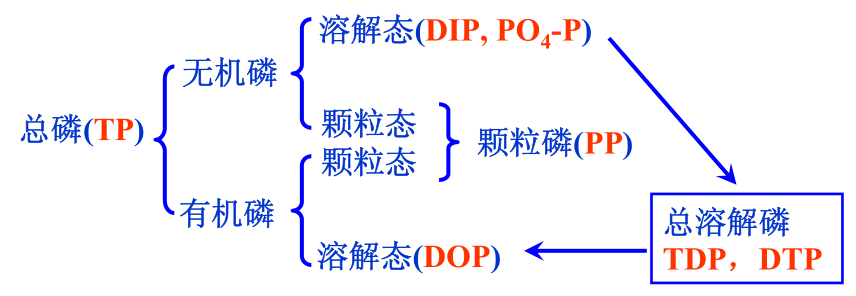 溶解态(DIP, PO4-P)
无机磷
颗粒态
总磷(TP)
颗粒磷(PP)
颗粒态
有机磷
总溶解磷
TDP，DTP
溶解态(DOP)